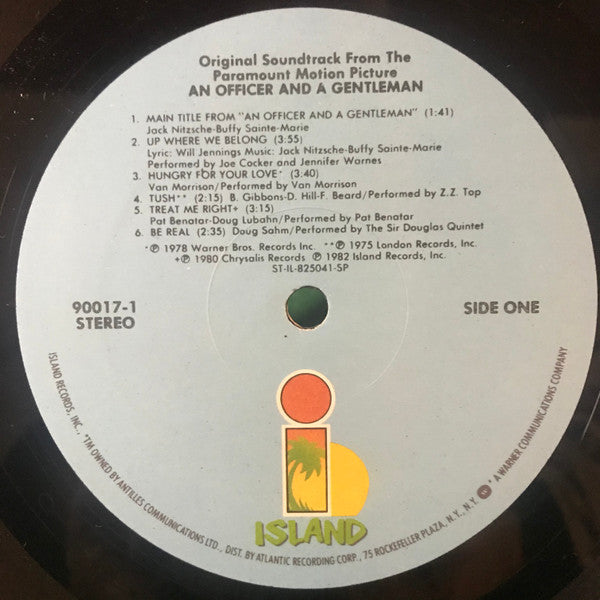 Original Soundtrack From The
Paramount Motion Picture
AN OFFICER AND A GENTLEMAN
1. MAIN TITLE FROM "AN OFFICER AND A GENTLEMAN" (1:41)
Jack Nitzsche-Buffy Sainte-Marie
2. UP WHERE WE BELONG (3:55)
Lyric: Will Jennings Music: Jack Nitzsche-Buffy Sainte-Marie
Performed by Joe Cocker and Jennifer Warnes
3. HUNGRY FOR YOUR LOVE* (3:40)
Van Morrison/Performed by Van Morrison
4. TUSH** (2:15) B. Gibbons-D. Hill-F. Beard/Performed by Z.Z. Top
5. TREAT ME RIGHT+ (3:15)
Pat Benatar-Doug Lubahn/Performed by Pat Benatar
6. BE REAL (2:35) Doug Sahm/Performed by The Sir Douglas Quintet
*℗ 1978 Warner Bros. Records Inc. **℗ 1975 London Records, Inc.
+℗ 1980 Chrysalis Records ℗ 1982 Island Records, Inc.
ST-IL-825041-SP
90017-1
STEREO
SIDE ONE
ISLAND
ISLAND RECORDS, INC., *TM OWNED BY ANTILLES COMMUNICATIONS LTD., DIST. BY ATLANTIC RECORDING CORP., 75 ROCKEFELLER PLAZA, N.Y., N.Y. * A WARNER COMMUNICATIONS COMPANY